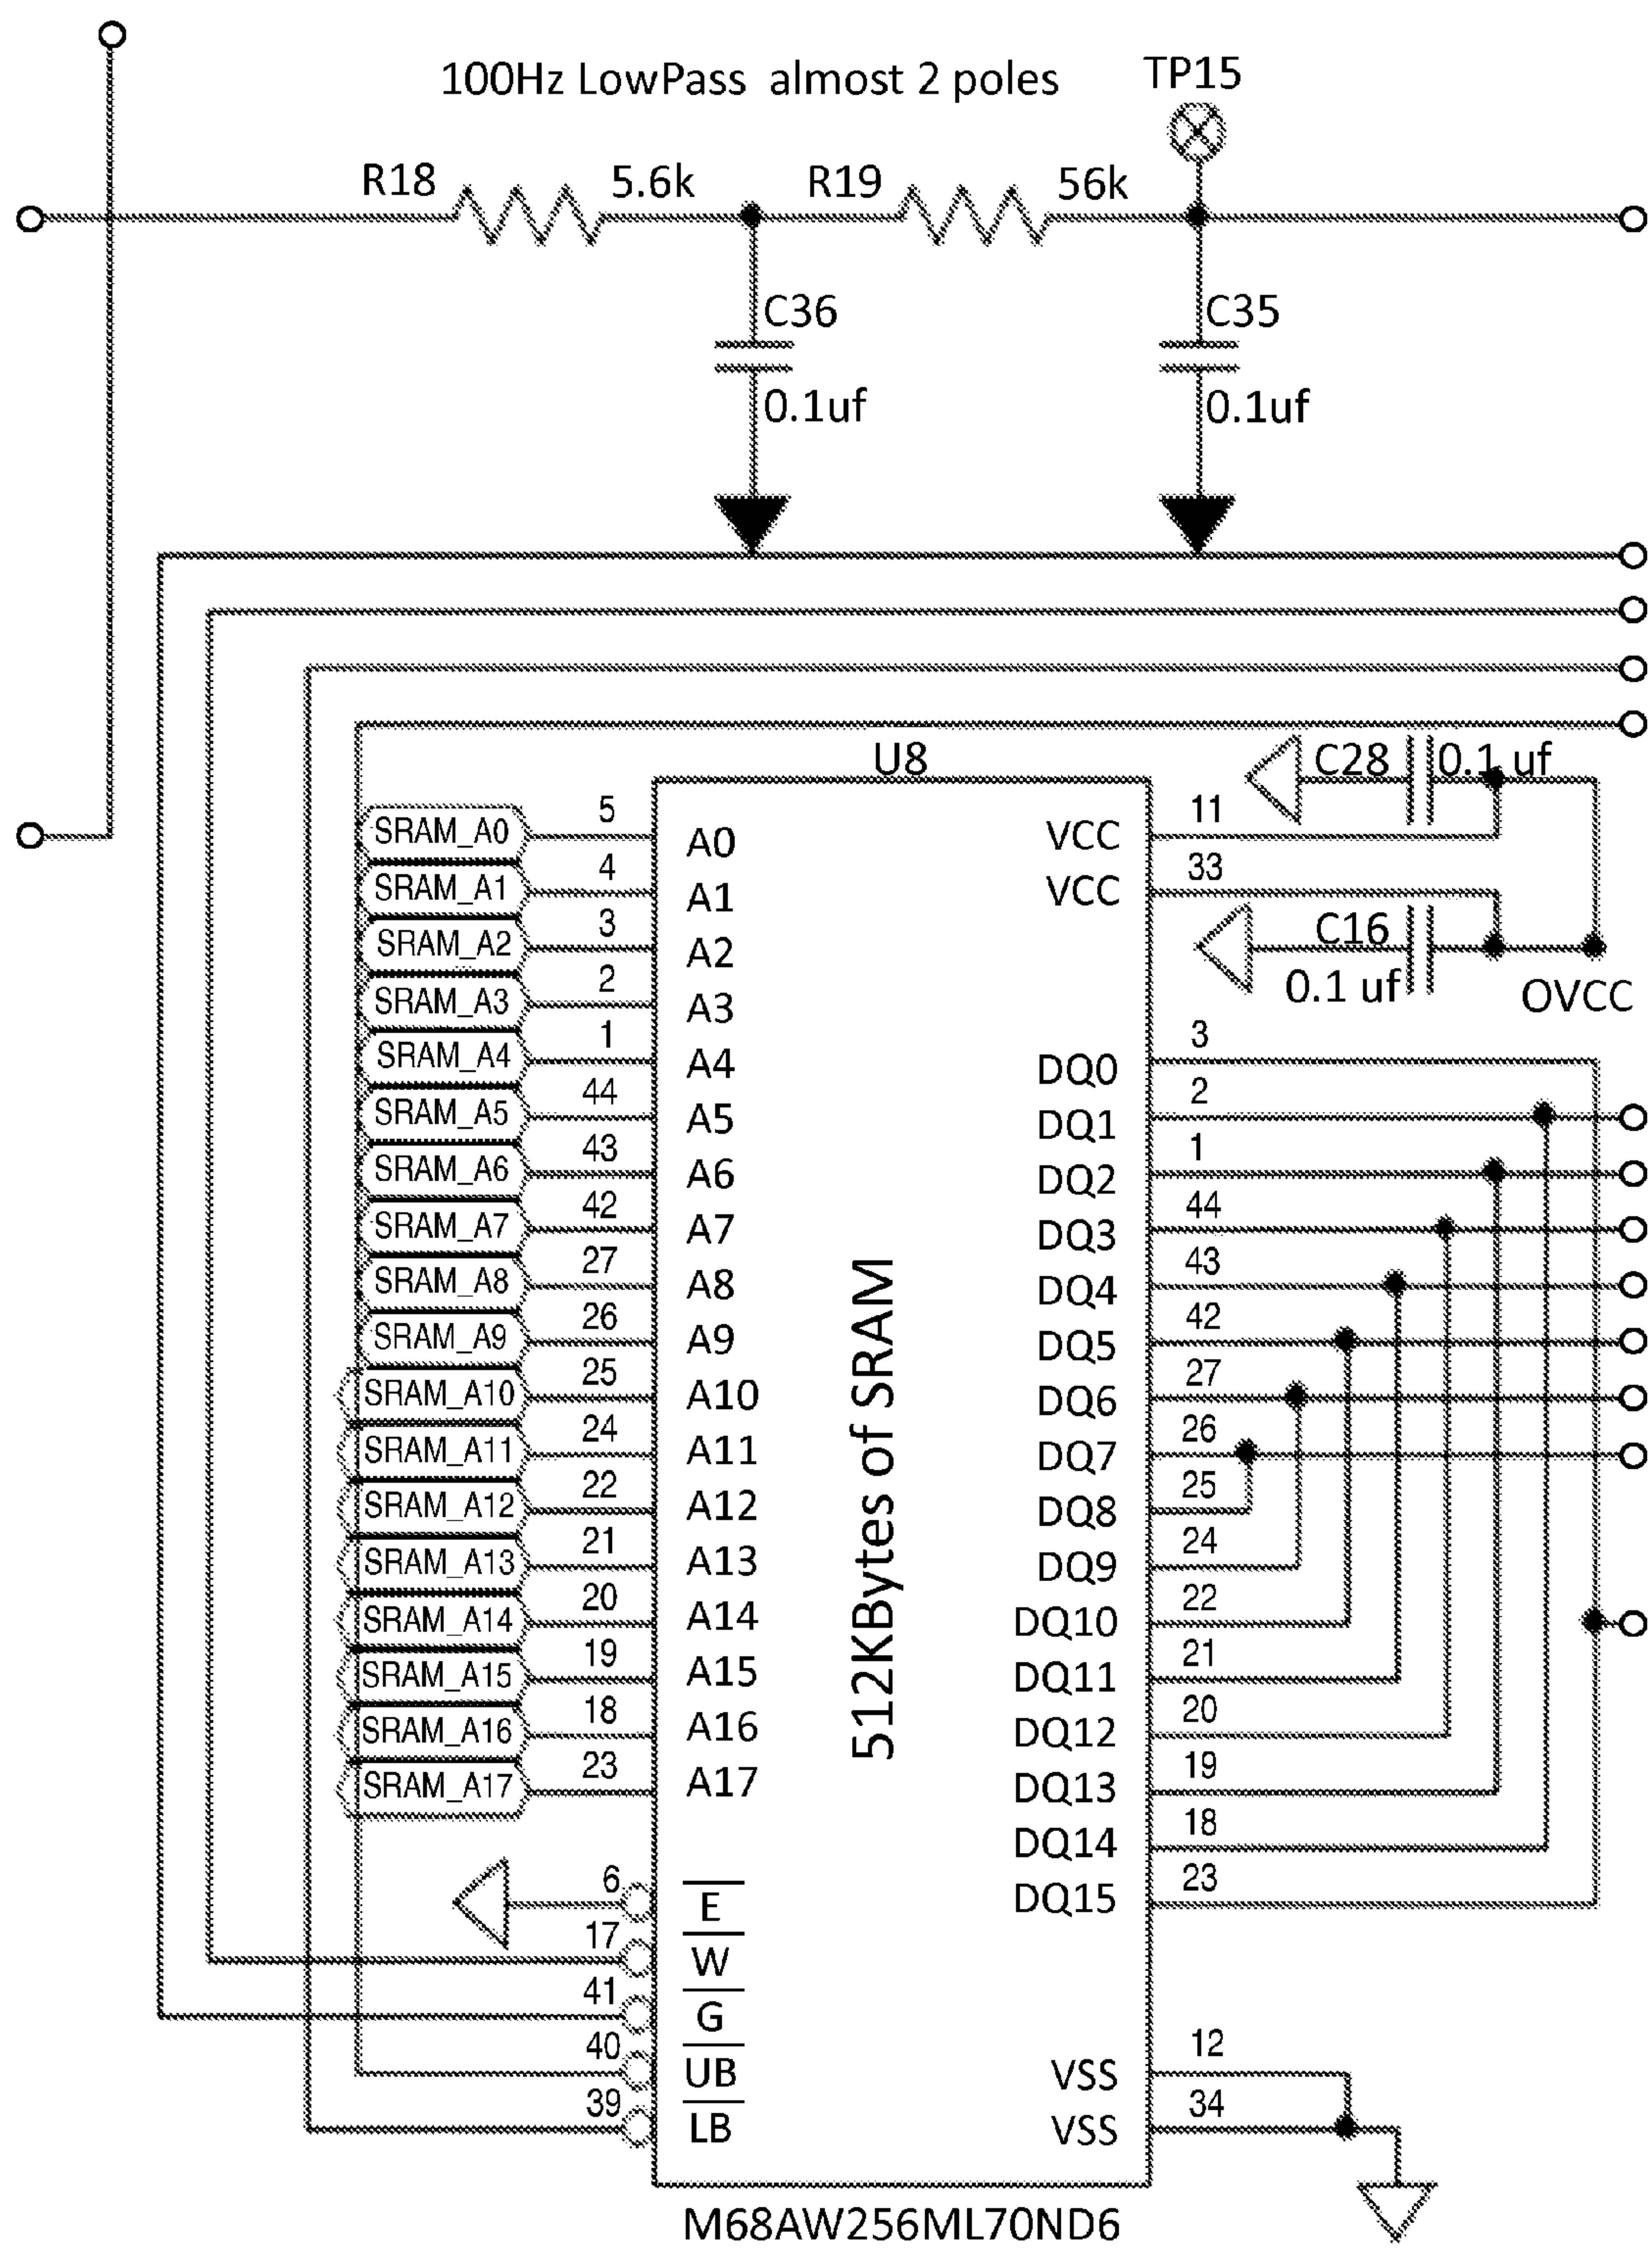 100Hz LowPass almost 2 poles
TP15
R18 5.6k R19 56k
C36 C35
0.1uf 0.1uf
U8
C28 0.1 uf
SRAM_A0 5 A0 VCC 11
SRAM_A1 4 A1 VCC 33
SRAM_A2 3 A2 C16
0.1 uf OVCC
SRAM_A3 2 A3
SRAM_A4 1 A4 DQ0 3
SRAM_A5 44 A5 DQ1 2
SRAM_A6 43 A6 DQ2 1
SRAM_A7 42 A7 DQ3 44
SRAM_A8 27 A8 DQ4 43
SRAM_A9 26 A9 DQ5 42
SRAM_A10 25 A10 DQ6 27
SRAM_A11 24 A11 DQ7 26
SRAM_A12 22 A12 DQ8 25
SRAM_A13 21 A13 DQ9 24
SRAM_A14 20 A14 DQ10 22
SRAM_A15 19 A15 DQ11 21
SRAM_A16 18 A16 DQ12 20
SRAM_A17 23 A17 DQ13 19
DQ14 18
6 E DQ15 23
17 W
41 G
40 UB VSS 12
39 LB VSS 34
512KBytes of SRAM
M68AW256ML70ND6